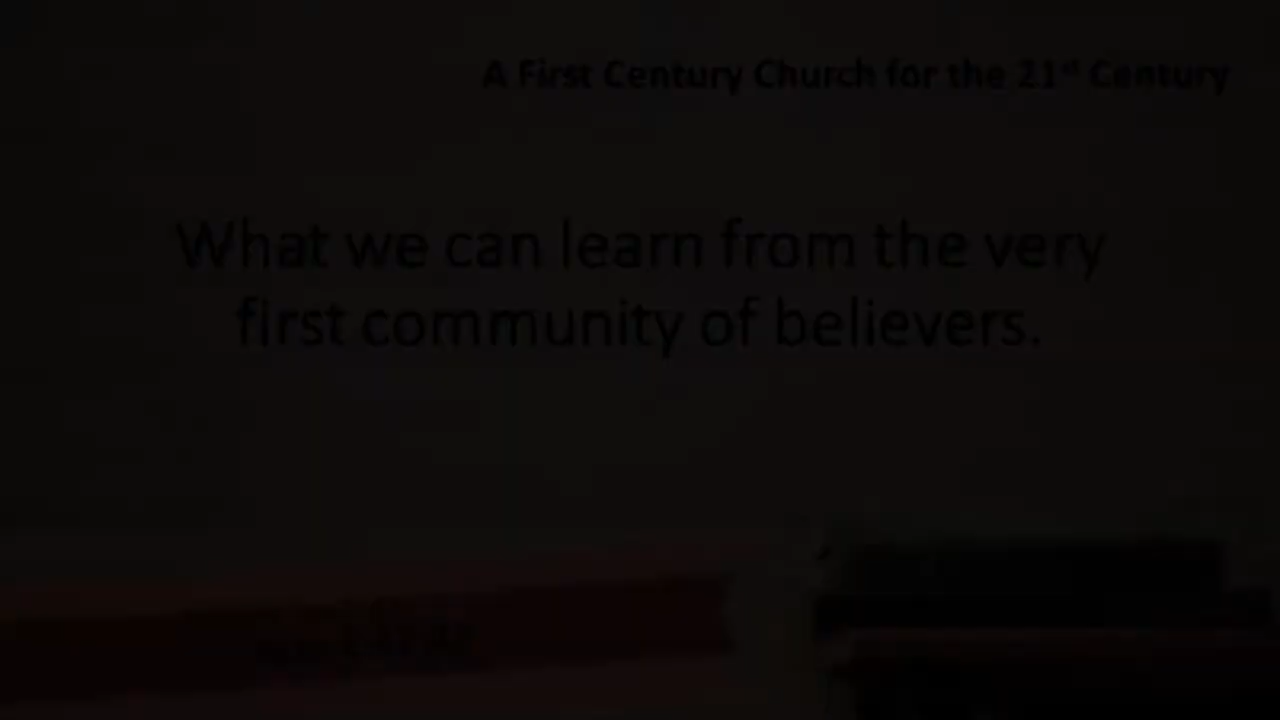 A First Century Church for the 21st Century
What we can learn from the very
first community of believers.